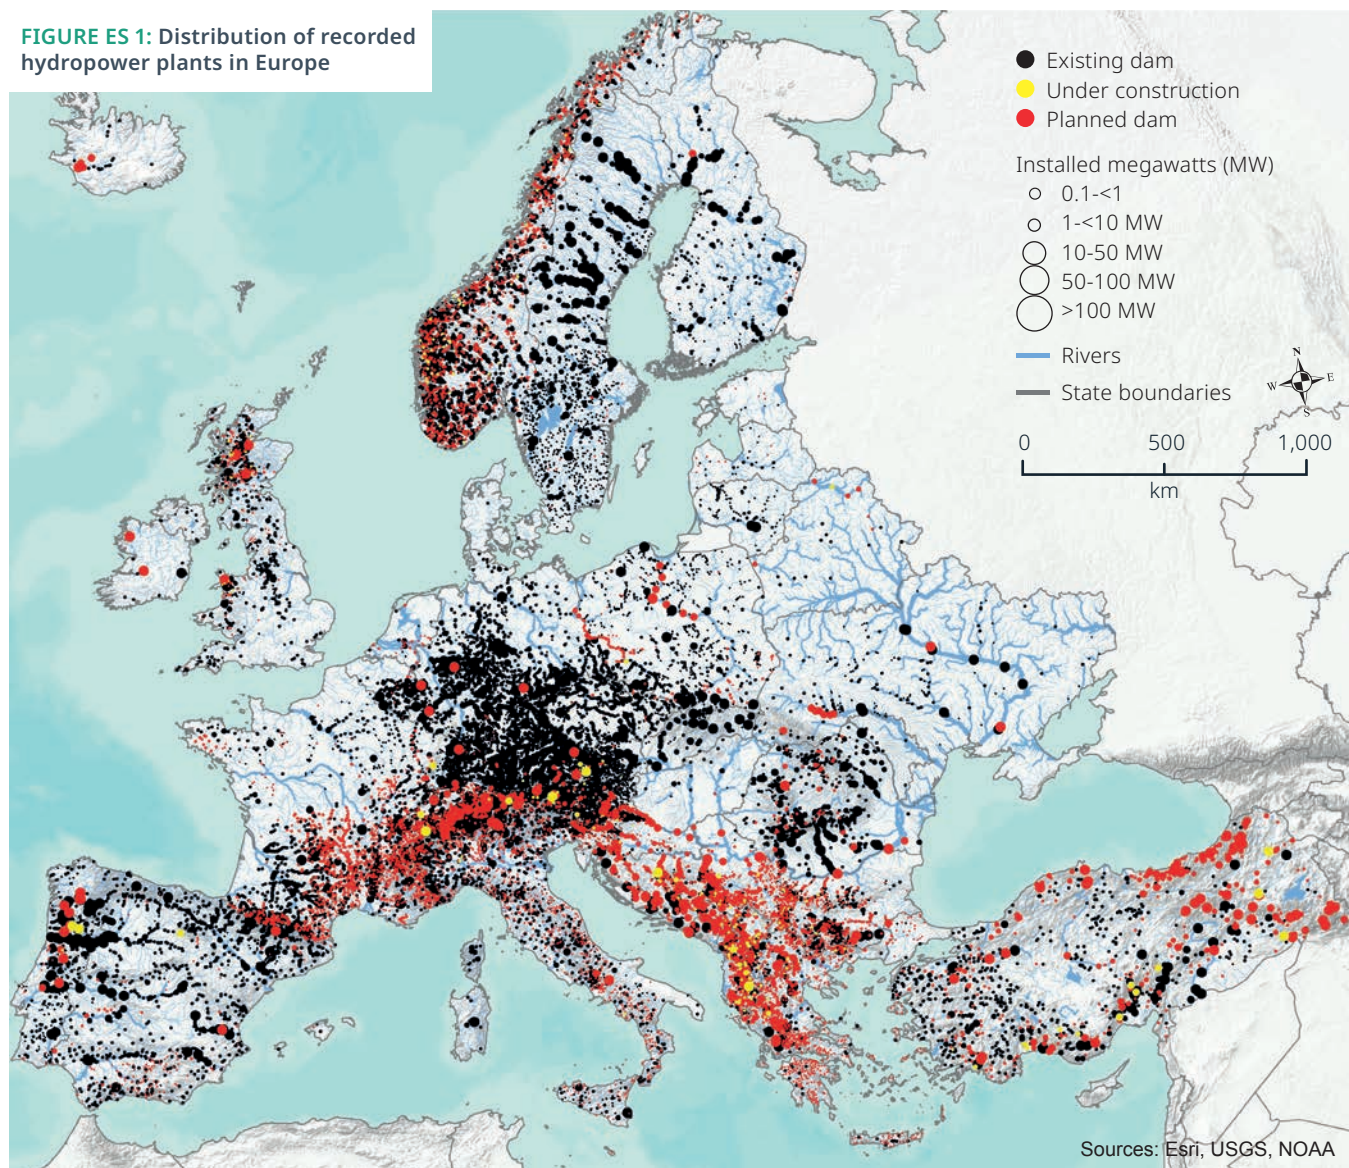 FIGURE ES 1: Distribution of recorded
hydropower plants in Europe
Existing dam
Under construction
Planned dam
Installed megawatts (MW)
0.1-<1
1-<10 MW
10-50 MW
50-100 MW
>100 MW
Rivers
State boundaries
N
W E
S
0 500 1,000
km
Sources: Esri, USGS, NOAA